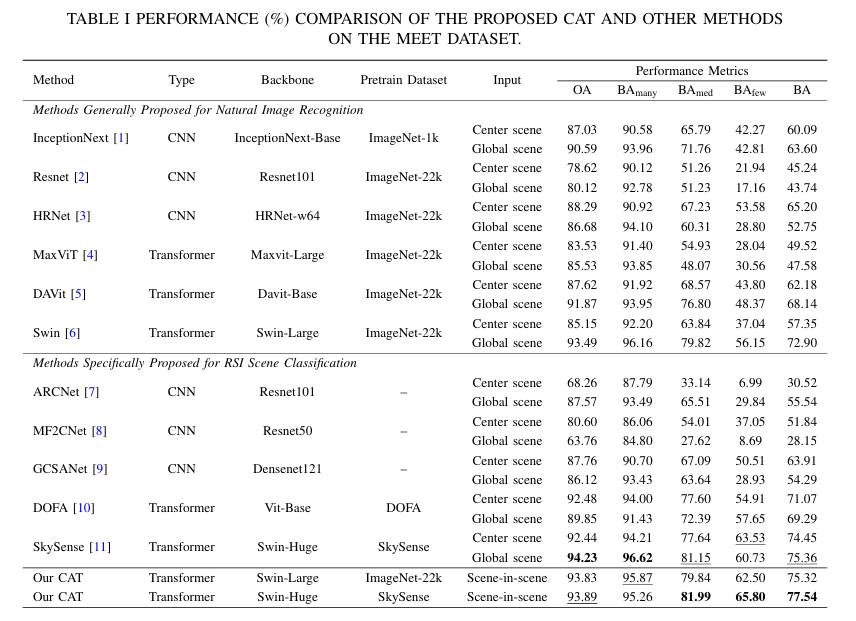 TABLE I PERFORMANCE (%) COMPARISON OF THE PROPOSED CAT AND OTHER METHODS
ON THE MEET DATASET.
Method Type Backbone Pretrain Dataset Input Performance Metrics
OA BAmany BAmed BAfew BA
Methods Generally Proposed for Natural Image Recognition
InceptionNext [1] CNN InceptionNext-Base ImageNet-1k Center scene 87.03 90.58 65.79 42.27 60.09
Global scene 90.59 93.96 71.76 42.81 63.60
Resnet [2] CNN Resnet101 ImageNet-22k Center scene 78.62 90.12 51.26 21.94 45.24
Global scene 80.12 92.78 51.23 17.16 43.74
HRNet [3] CNN HRNet-w64 ImageNet-22k Center scene 88.29 90.92 67.23 53.58 65.20
Global scene 86.68 94.10 60.31 28.80 52.75
MaxViT [4] Transformer Maxvit-Large ImageNet-22k Center scene 83.53 91.40 54.93 28.04 49.52
Global scene 85.53 93.85 48.07 30.56 47.58
DAVit [5] Transformer Davit-Base ImageNet-22k Center scene 87.62 91.92 68.57 43.80 62.18
Global scene 91.87 93.95 76.80 48.37 68.14
Swin [6] Transformer Swin-Large ImageNet-22k Center scene 85.15 92.20 63.84 37.04 57.35
Global scene 93.49 96.16 79.82 56.15 72.90
Methods Specifically Proposed for RSI Scene Classification
ARCNet [7] CNN Resnet101 – Center scene 68.26 87.79 33.14 6.99 30.52
Global scene 87.57 93.49 65.51 29.84 55.54
MF2CNet [8] CNN Resnet50 – Center scene 80.60 86.06 54.01 37.05 51.84
Global scene 63.76 84.80 27.62 8.69 28.15
GCSANet [9] CNN Densenet121 – Center scene 87.76 90.70 67.09 50.51 63.91
Global scene 86.12 93.43 63.64 28.93 54.29
DOFA [10] Transformer Vit-Base DOFA Center scene 92.48 94.00 77.60 54.91 71.07
Global scene 89.85 91.43 72.39 57.65 69.29
SkySense [11] Transformer Swin-Huge SkySense Center scene 92.44 94.21 77.64 63.53 74.45
Global scene 94.23 96.62 81.15 60.73 75.36
Our CAT Transformer Swin-Large ImageNet-22k Scene-in-scene 93.83 95.87 79.84 62.50 75.32
Our CAT Transformer Swin-Huge SkySense Scene-in-scene 93.89 95.26 81.99 65.80 77.54